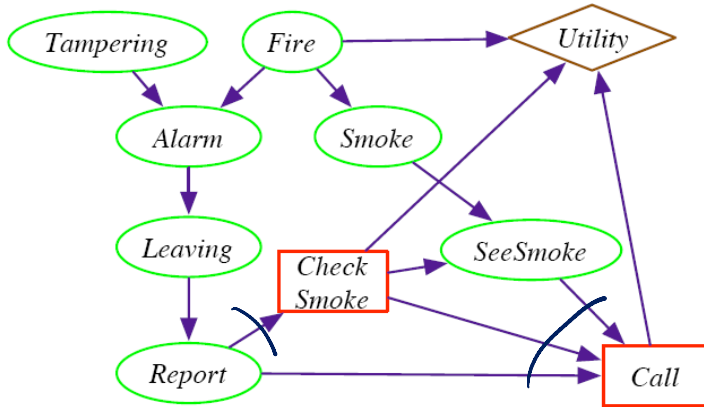 Tampering
Fire
Utility
Alarm
Smoke
Leaving
Check
Smoke
SeeSmoke
Report
Call